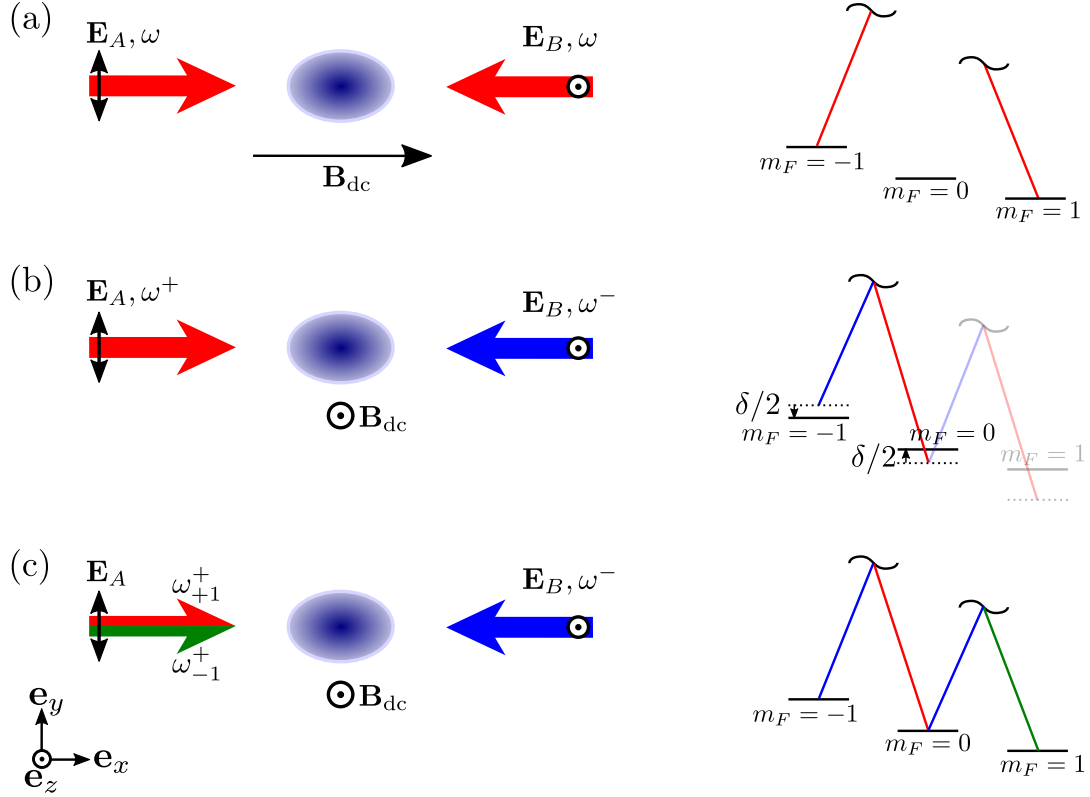 (a)
E_A, ω
E_B, ω
B_dc
m_F = −1
m_F = 0
m_F = 1
(b)
E_A, ω⁺
E_B, ω⁻
B_dc
δ/2
m_F = −1
m_F = 0
δ/2
m_F = 1
(c)
E_A
ω⁺₊₁
ω⁺₋₁
E_B, ω⁻
B_dc
m_F = −1
m_F = 0
m_F = 1
e_y
e_x
e_z